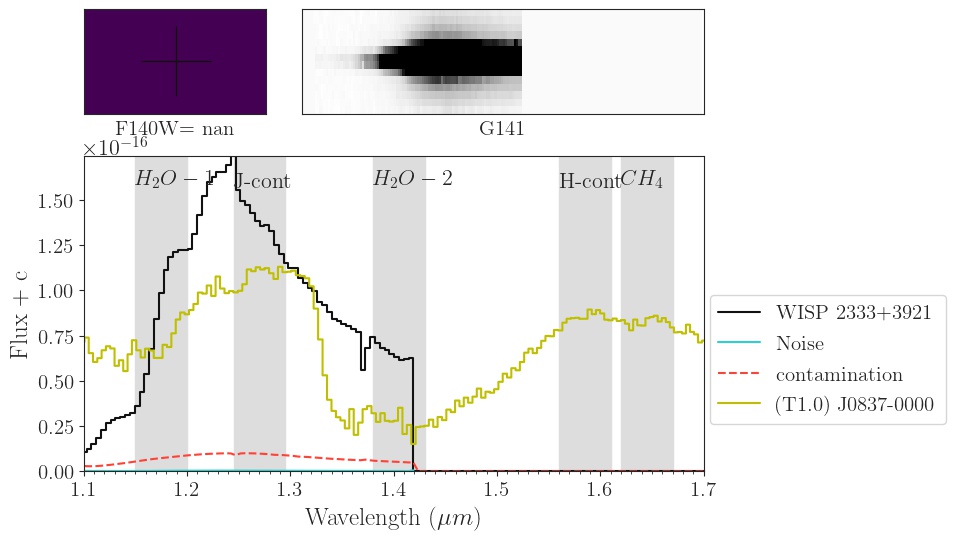 F140W= nan
G141
×10−16
H2O − 1
J-cont
H2O − 2
H-cont
CH4
1.50
1.25
1.00
0.75
0.50
0.25
0.00
Flux + c
1.1
1.2
1.3
1.4
1.5
1.6
1.7
Wavelength (μm)
WISP 2333+3921
Noise
contamination
(T1.0) J0837-0000